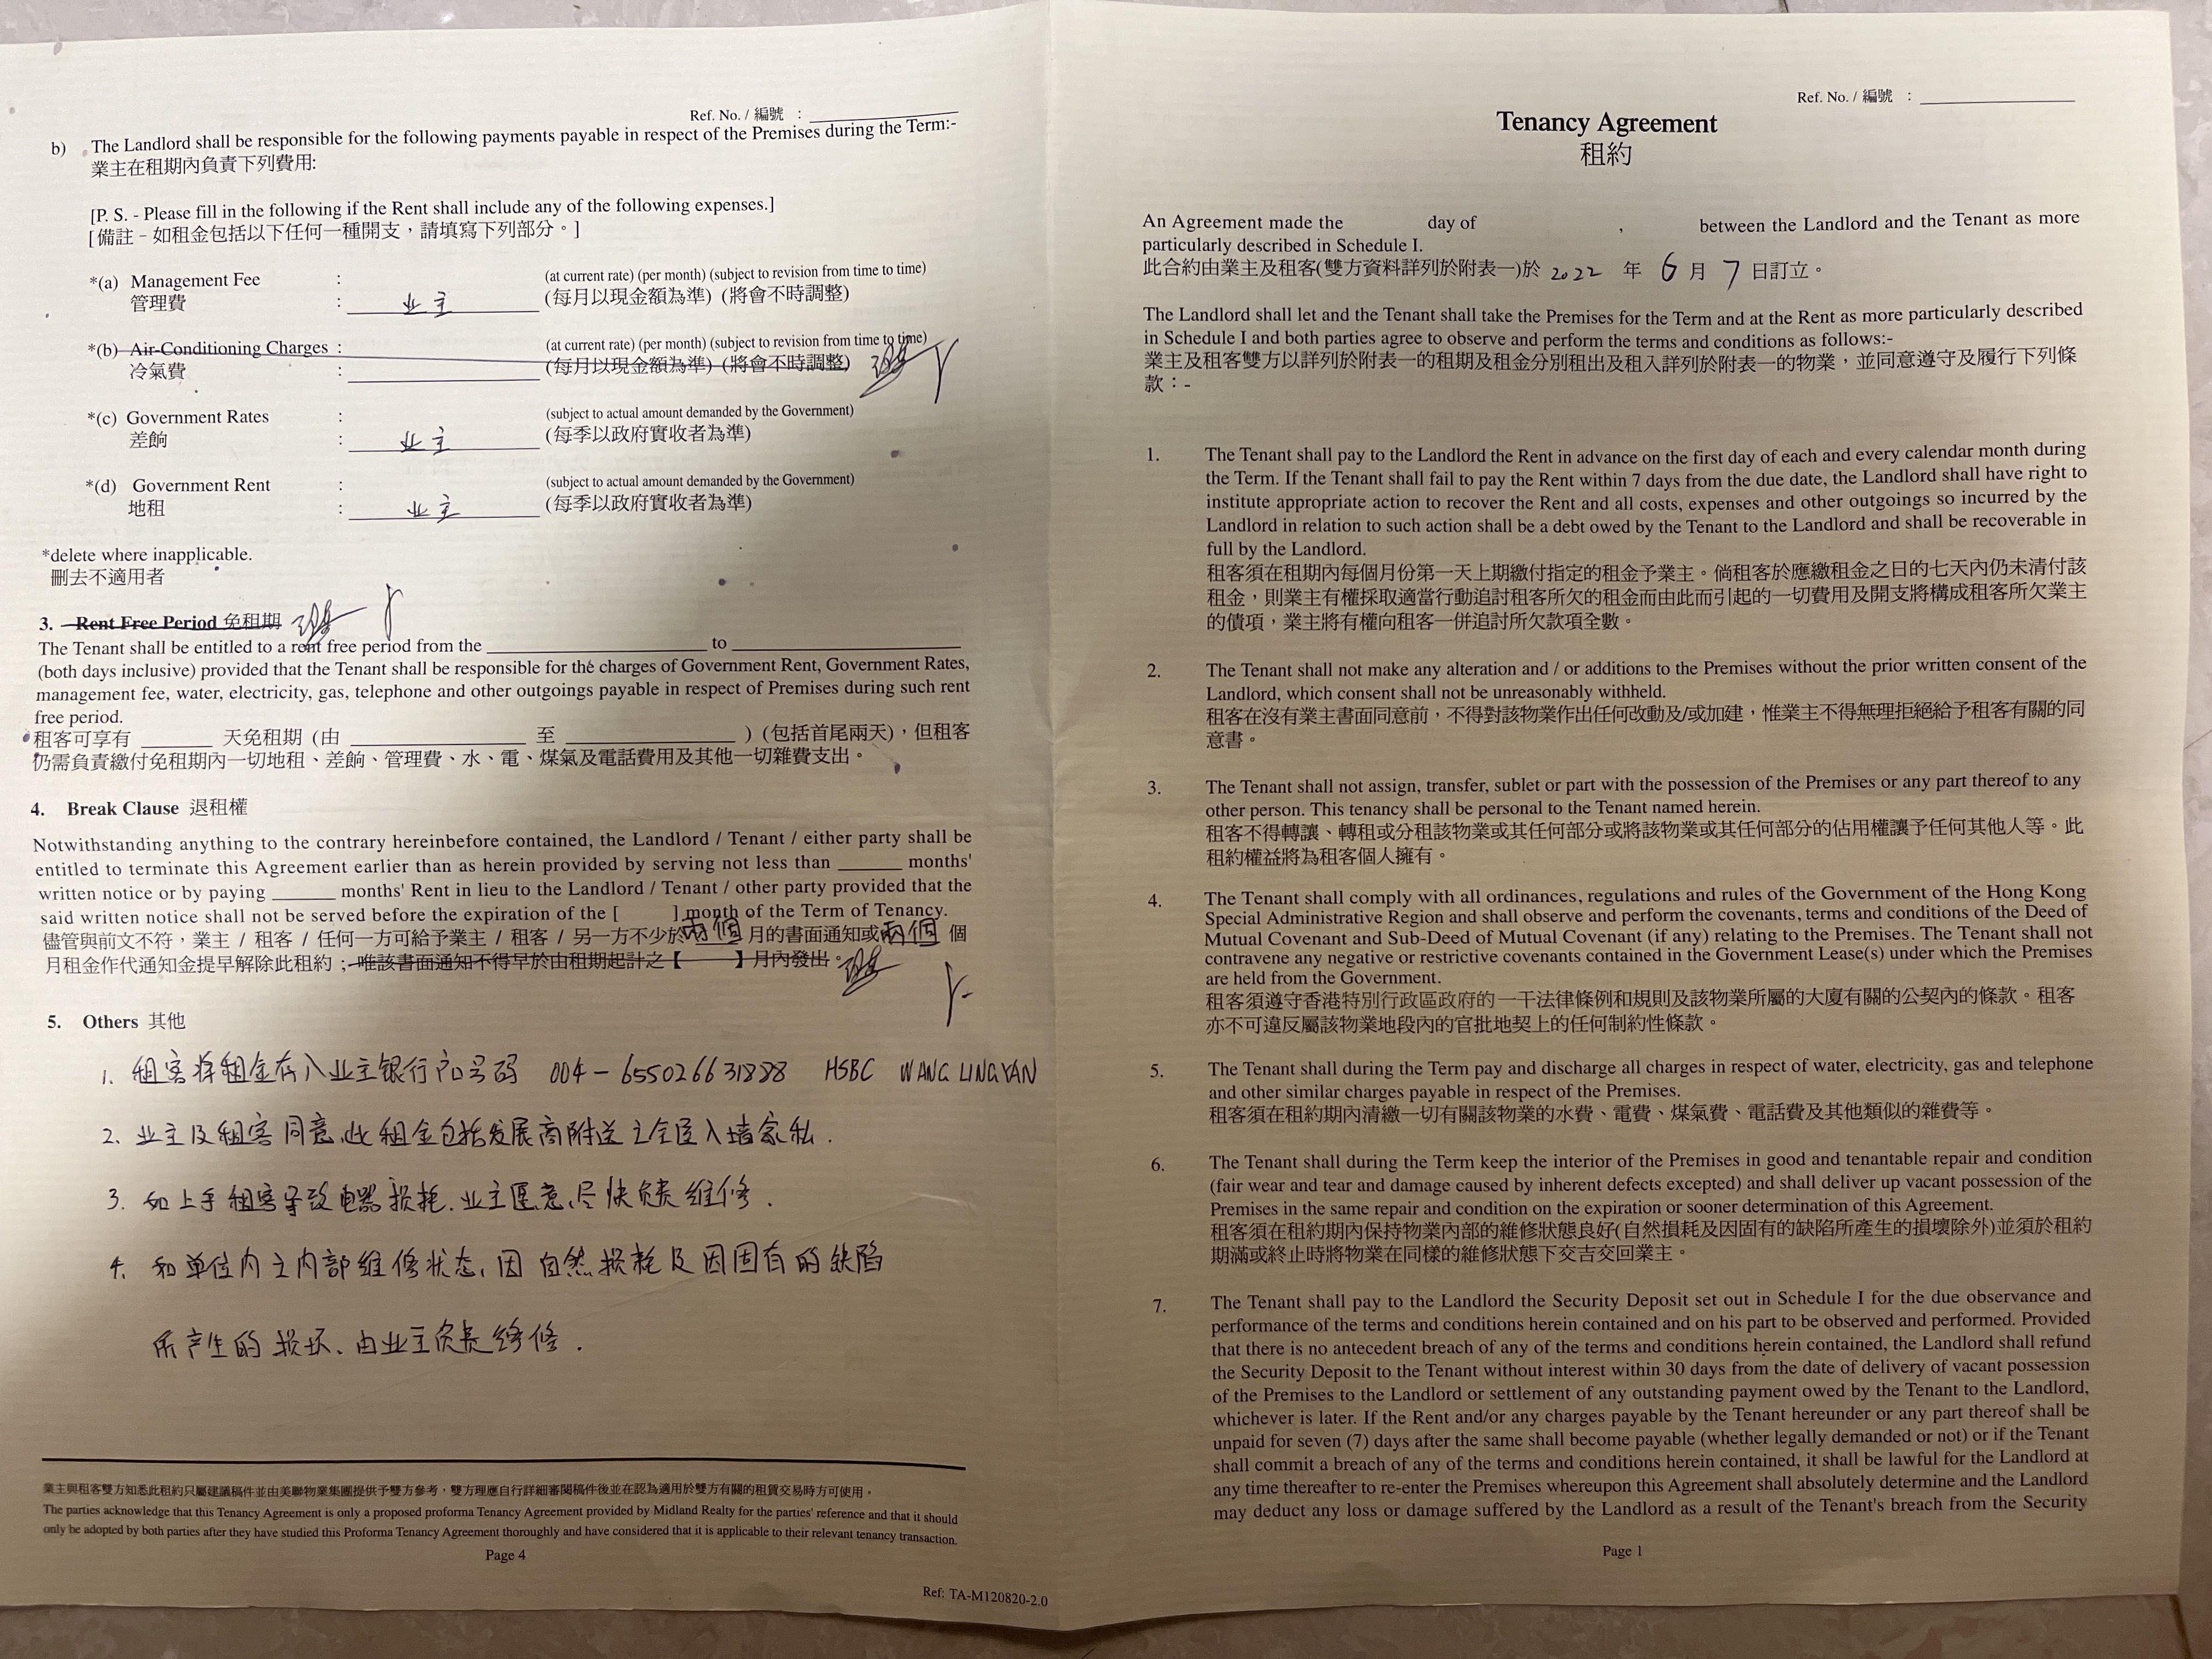 Ref. No. / 編號 :
b) The Landlord shall be responsible for the following payments payable in respect of the Premises during the Term:-
業主在租期內負責下列費用:
[P. S. - Please fill in the following if the Rent shall include any of the following expenses.]
[備註 - 如租金包括以下任何一種開支，請填寫下列部分。]
*(a) Management Fee : (at current rate) (per month) (subject to revision from time to time)
管理費 : 业主 (每月以現金額為準) (將會不時調整)
*(b) Air-Conditioning Charges : (at current rate) (per month) (subject to revision from time to time)
冷氣費 : (每月以現金額為準) (將會不時調整)
*(c) Government Rates : (subject to actual amount demanded by the Government)
差餉 : 业主 (每季以政府實收者為準)
*(d) Government Rent : (subject to actual amount demanded by the Government)
地租 : 业主 (每季以政府實收者為準)
*delete where inapplicable.
刪去不適用者
3. Rent Free Period 免租期
The Tenant shall be entitled to a rent free period from the to
(both days inclusive) provided that the Tenant shall be responsible for the charges of Government Rent, Government Rates,
management fee, water, electricity, gas, telephone and other outgoings payable in respect of Premises during such rent
free period.
租客可享有 天免租期 (由 至 ) (包括首尾兩天)，但租客
仍需負責繳付免租期內一切地租、差餉、管理費、水、電、煤氣及電話費用及其他一切雜費支出。
4. Break Clause 退租權
Notwithstanding anything to the contrary hereinbefore contained, the Landlord / Tenant / either party shall be
entitled to terminate this Agreement earlier than as herein provided by serving not less than months'
written notice or by paying months' Rent in lieu to the Landlord / Tenant / other party provided that the
said written notice shall not be served before the expiration of the [ ] month of the Term of Tenancy.
儘管與前文不符，業主 / 租客 / 任何一方可給予業主 / 租客 / 另一方不少於 兩個 月的書面通知或 兩個 個
月租金作代通知金提早解除此租約；唯該書面通知不得早於由租期起計之【 】月內發出。
5. Others 其他
1. 租客将租金存入业主银行户口号码 004-655026631888 HSBC WANG LINGYAN
2. 业主及租客同意,此租金包括发展商附送之全屋入墙家私.
3. 如上手租客导致电器损耗.业主愿意尽快负责维修.
4. 和单位内之内部维修状态,因自然损耗及因固有的缺陷
所产生的损坏、由业主负责维修.
業主與租客雙方知悉此租約只屬建議稿件並由美聯物業集團提供予雙方參考，雙方理應自行詳細審閱稿件後並在認為適用於雙方有關的租賃交易時方可使用。
The parties acknowledge that this Tenancy Agreement is only a proposed proforma Tenancy Agreement provided by Midland Realty for the parties' reference and that it should
only be adopted by both parties after they have studied this Proforma Tenancy Agreement thoroughly and have considered that it is applicable to their relevant tenancy transaction.
Page 4
Ref: TA-M120820-2.0
Ref. No. / 編號 :
Tenancy Agreement
租約
An Agreement made the day of , between the Landlord and the Tenant as more
particularly described in Schedule I.
此合約由業主及租客(雙方資料詳列於附表一)於 2022 年 6 月 7 日訂立。
The Landlord shall let and the Tenant shall take the Premises for the Term and at the Rent as more particularly described
in Schedule I and both parties agree to observe and perform the terms and conditions as follows:-
業主及租客雙方以詳列於附表一的租期及租金分別租出及租入詳列於附表一的物業，並同意遵守及履行下列條
款：-
1. The Tenant shall pay to the Landlord the Rent in advance on the first day of each and every calendar month during
the Term. If the Tenant shall fail to pay the Rent within 7 days from the due date, the Landlord shall have right to
institute appropriate action to recover the Rent and all costs, expenses and other outgoings so incurred by the
Landlord in relation to such action shall be a debt owed by the Tenant to the Landlord and shall be recoverable in
full by the Landlord.
租客須在租期內每個月份第一天上期繳付指定的租金予業主。倘租客於應繳租金之日的七天內仍未清付該
租金，則業主有權採取適當行動追討租客所欠的租金而由此而引起的一切費用及開支將構成租客所欠業主
的債項，業主將有權向租客一併追討所欠款項全數。
2. The Tenant shall not make any alteration and / or additions to the Premises without the prior written consent of the
Landlord, which consent shall not be unreasonably withheld.
租客在沒有業主書面同意前，不得對該物業作出任何改動及/或加建，惟業主不得無理拒絕給予租客有關的同
意書。
3. The Tenant shall not assign, transfer, sublet or part with the possession of the Premises or any part thereof to any
other person. This tenancy shall be personal to the Tenant named herein.
租客不得轉讓、轉租或分租該物業或其任何部分或將該物業或其任何部分的佔用權讓予任何其他人等。此
租約權益將為租客個人擁有。
4. The Tenant shall comply with all ordinances, regulations and rules of the Government of the Hong Kong
Special Administrative Region and shall observe and perform the covenants, terms and conditions of the Deed of
Mutual Covenant and Sub-Deed of Mutual Covenant (if any) relating to the Premises. The Tenant shall not
contravene any negative or restrictive covenants contained in the Government Lease(s) under which the Premises
are held from the Government.
租客須遵守香港特別行政區政府的一干法律條例和規則及該物業所屬的大廈有關的公契內的條款。租客
亦不可違反屬該物業地段內的官批地契上的任何制約性條款。
5. The Tenant shall during the Term pay and discharge all charges in respect of water, electricity, gas and telephone
and other similar charges payable in respect of the Premises.
租客須在租約期內清繳一切有關該物業的水費、電費、煤氣費、電話費及其他類似的雜費等。
6. The Tenant shall during the Term keep the interior of the Premises in good and tenantable repair and condition
(fair wear and tear and damage caused by inherent defects excepted) and shall deliver up vacant possession of the
Premises in the same repair and condition on the expiration or sooner determination of this Agreement.
租客須在租約期內保持物業內部的維修狀態良好(自然損耗及因固有的缺陷所產生的損壞除外)並須於租約
期滿或終止時將物業在同樣的維修狀態下交吉交回業主。
7. The Tenant shall pay to the Landlord the Security Deposit set out in Schedule I for the due observance and
performance of the terms and conditions herein contained and on his part to be observed and performed. Provided
that there is no antecedent breach of any of the terms and conditions herein contained, the Landlord shall refund
the Security Deposit to the Tenant without interest within 30 days from the date of delivery of vacant possession
of the Premises to the Landlord or settlement of any outstanding payment owed by the Tenant to the Landlord,
whichever is later. If the Rent and/or any charges payable by the Tenant hereunder or any part thereof shall be
unpaid for seven (7) days after the same shall become payable (whether legally demanded or not) or if the Tenant
shall commit a breach of any of the terms and conditions herein contained, it shall be lawful for the Landlord at
any time thereafter to re-enter the Premises whereupon this Agreement shall absolutely determine and the Landlord
may deduct any loss or damage suffered by the Landlord as a result of the Tenant's breach from the Security
Page 1